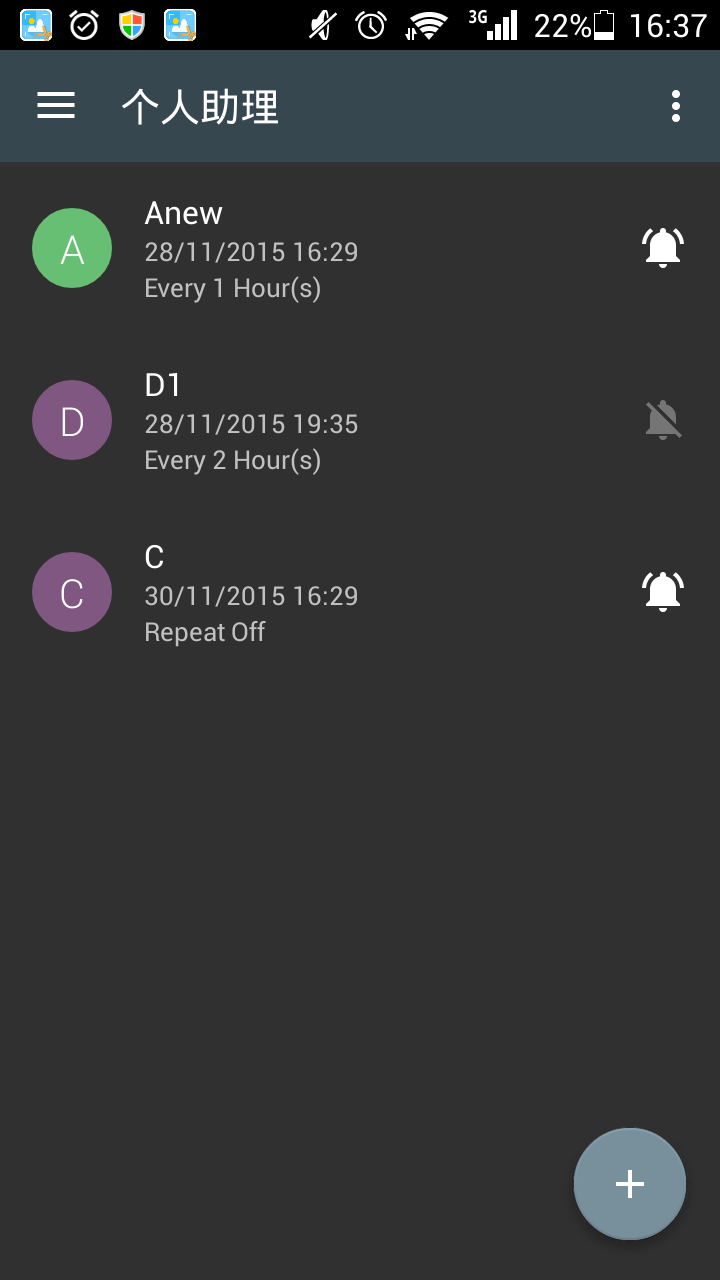 3G 22% 16:37
个人助理
A
Anew
28/11/2015 16:29
Every 1 Hour(s)
D
D1
28/11/2015 19:35
Every 2 Hour(s)
C
C
30/11/2015 16:29
Repeat Off